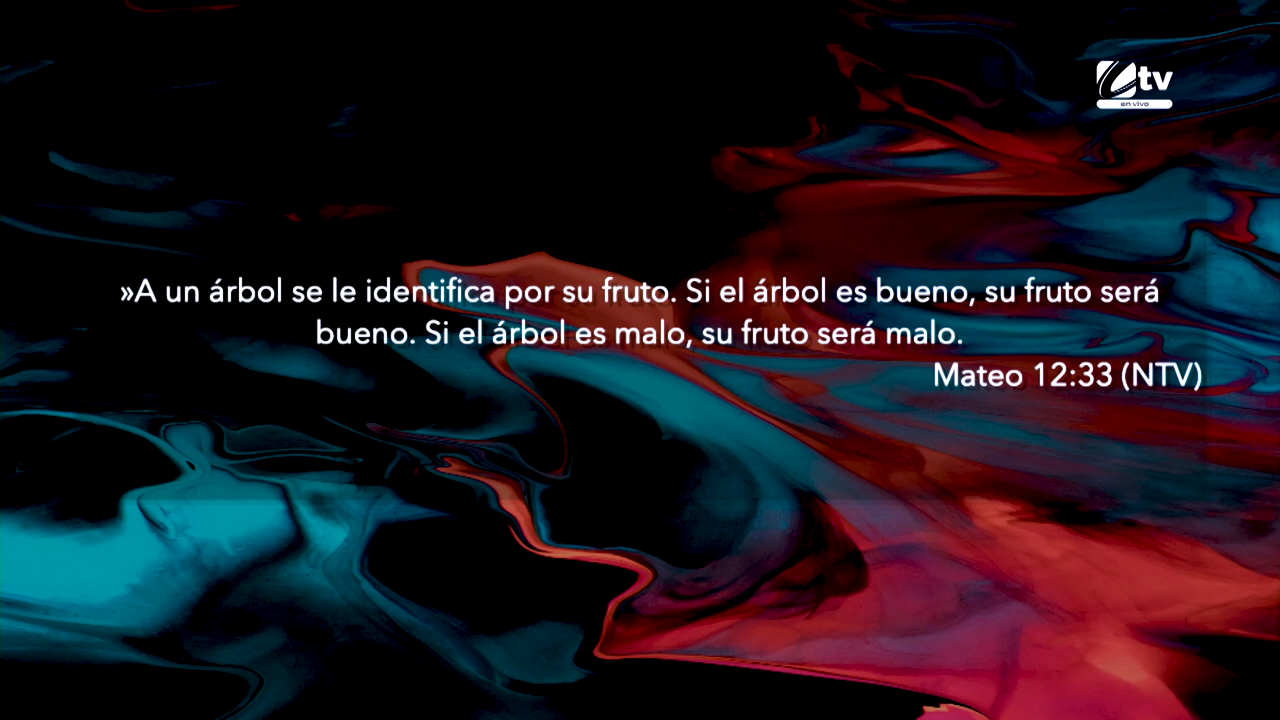 tv
en vivo
»A un árbol se le identifica por su fruto. Si el árbol es bueno, su fruto será
bueno. Si el árbol es malo, su fruto será malo.
Mateo 12:33 (NTV)